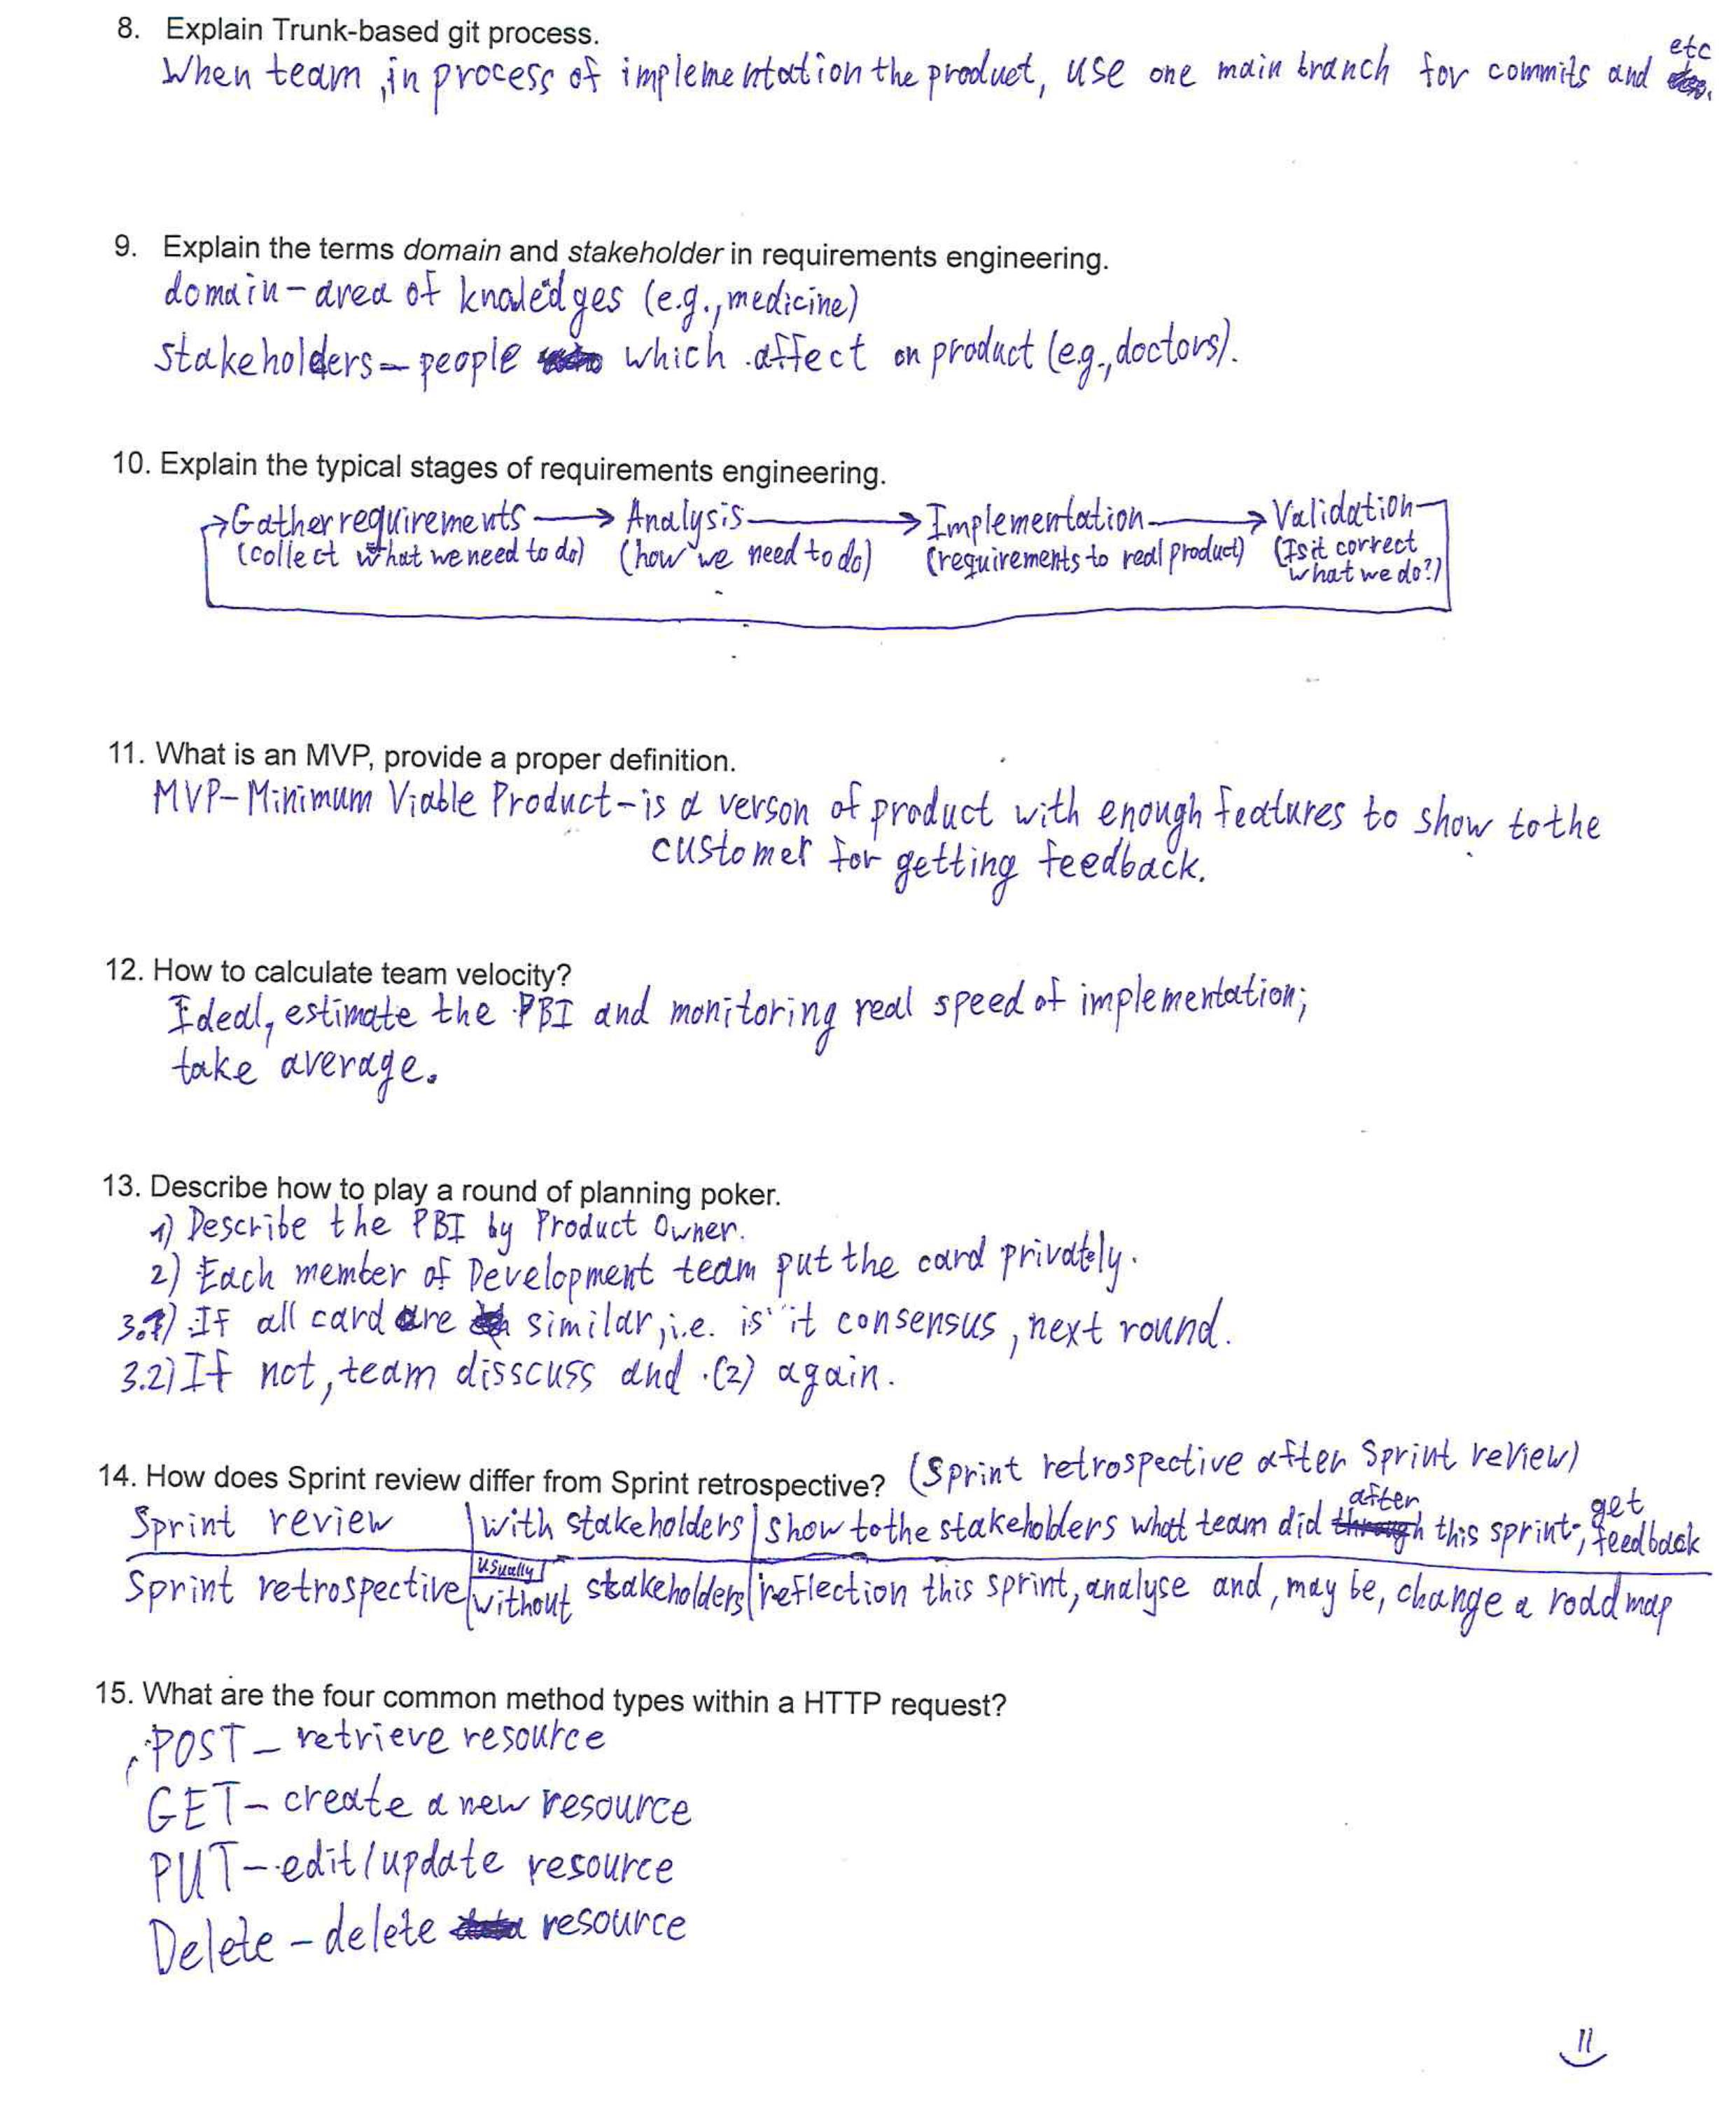 8. Explain Trunk-based git process.
etc
When team, in process of implementation the product, use one main branch for commits and
9. Explain the terms domain and stakeholder in requirements engineering.
domain - area of knaledges (e.g., medicine)
stakeholders - people which affect on product (e.g., doctors).
10. Explain the typical stages of requirements engineering.
→ Gather requirements → Analysis → Implementation → Validation
(collect what we need to do) (how we need to do) (requirements to real product) (Is it correct
what we do?)
11. What is an MVP, provide a proper definition.
MVP - Minimum Viable Product - is a verson of product with enough features to show to the
customer for getting feedback.
12. How to calculate team velocity?
Ideal, estimate the PBI and monitoring real speed of implementation;
take average.
13. Describe how to play a round of planning poker.
1) Describe the PBI by Product Owner.
2) Each member of Development team put the card privately.
3.1) If all card are similar, i.e. is it consensus, next round.
3.2) If not, team disscuss and (2) again.
14. How does Sprint review differ from Sprint retrospective? (Sprint retrospective after Sprint review)
after get
Sprint review | with stakeholders | show to the stakeholders what team did through this sprint; feedback
usually
Sprint retrospective | without stakeholders | reflection this sprint, analyse and, may be, change a roadmap
15. What are the four common method types within a HTTP request?
POST - retrieve resource
GET - create a new resource
PUT - edit/update resource
Delete - delete resource